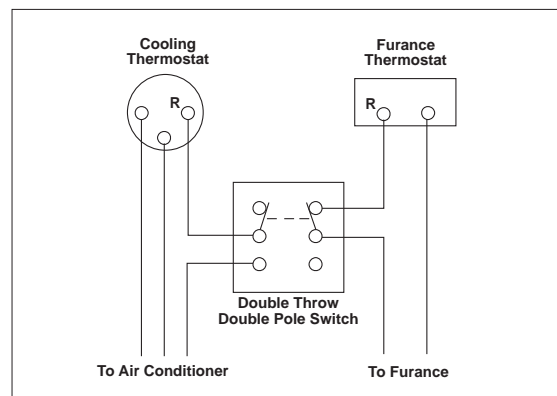 Cooling
Thermostat
R
Furance
Thermostat
R
Double Throw
Double Pole Switch
To Air Conditioner
To Furance